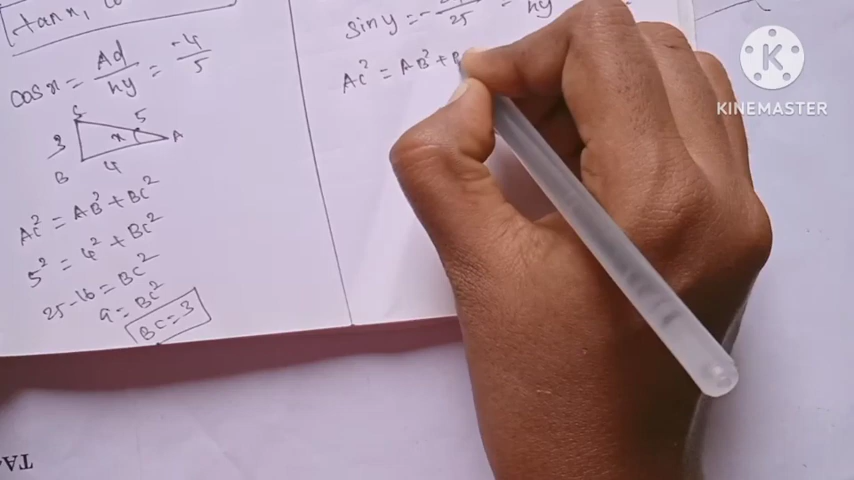 tan x,
cos x = Ad/hy = -4/5
C 5
3 x A
B 4
AC² = AB² + BC²
5² = 4² + BC²
25-16 = BC²
9 = BC²
BC = 3
sin y = - /25 = hy
AC² = AB² + B
KINEMASTER
TA